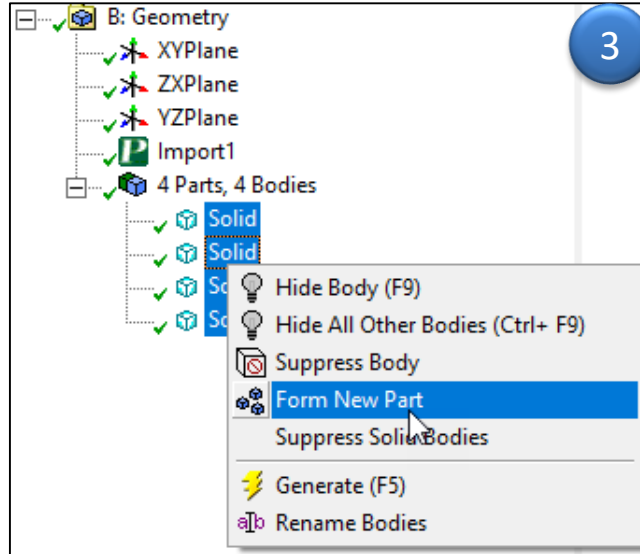 B: Geometry
3
XYPlane
ZXPlane
YZPlane
P Import1
4 Parts, 4 Bodies
Solid
Solid
Hide Body (F9)
Hide All Other Bodies (Ctrl+ F9)
Suppress Body
Form New Part
Suppress Solid Bodies
Generate (F5)
a|b Rename Bodies